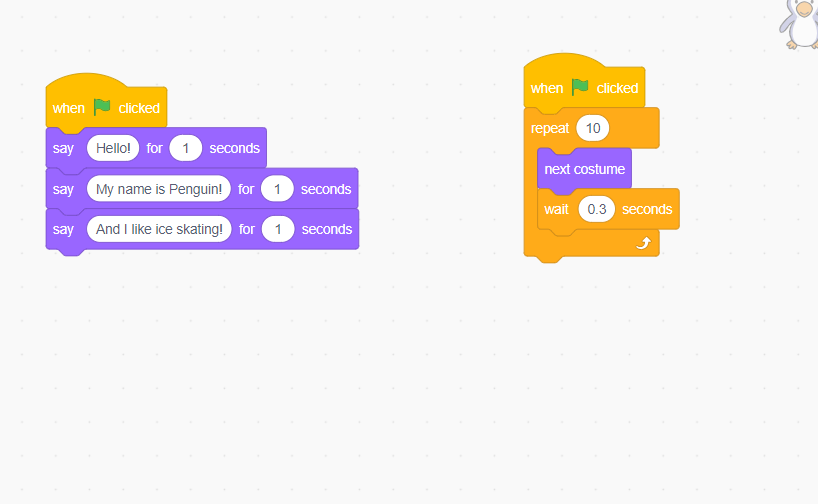 when clicked
say Hello! for 1 seconds
say My name is Penguin! for 1 seconds
say And I like ice skating! for 1 seconds
when clicked
repeat 10
next costume
wait 0.3 seconds